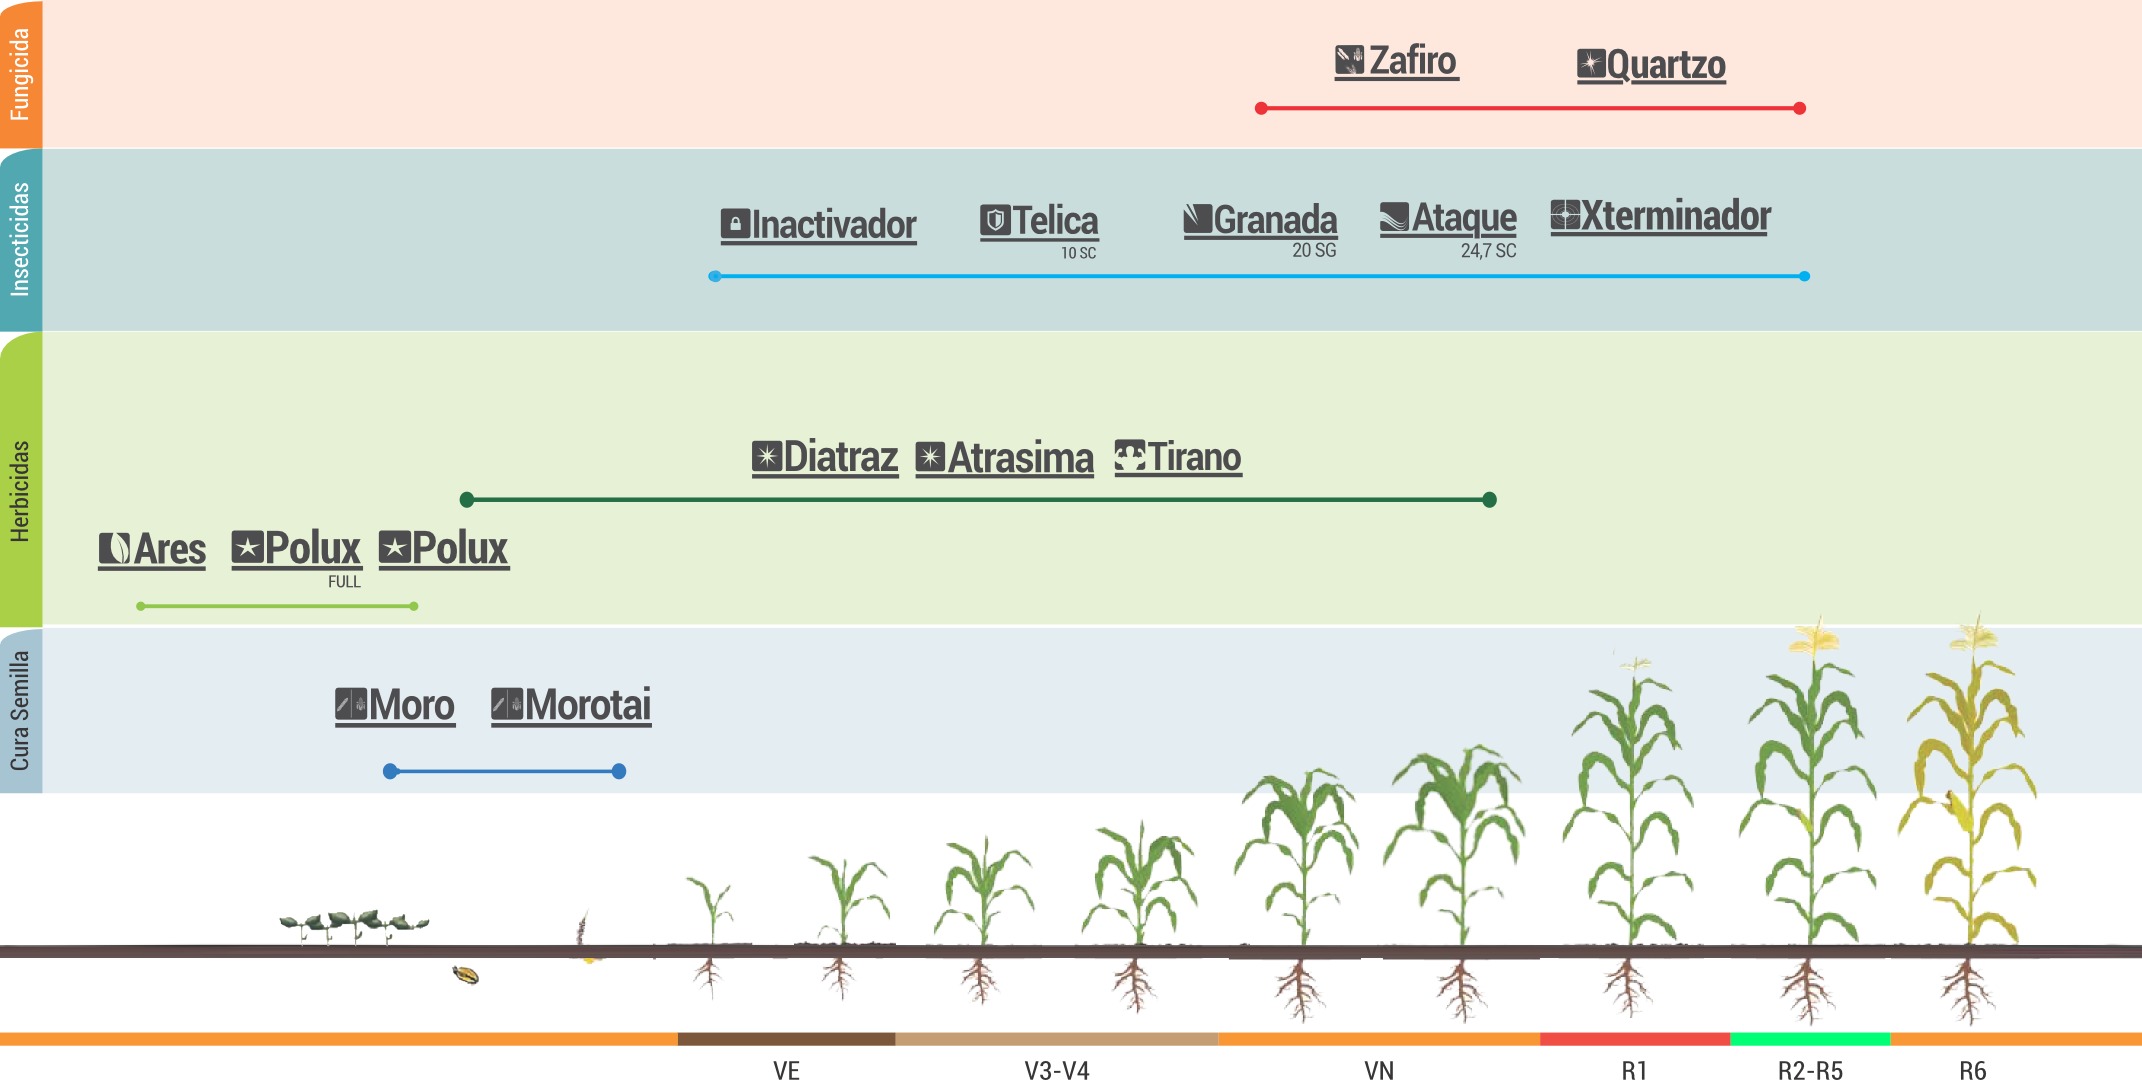 Fungicida
Zafiro
Quartzo
Insecticidas
Inactivador
Telica
10 SC
Granada
20 SG
Ataque
24,7 SC
Xterminador
Herbicidas
Diatraz
Atrasima
Tirano
Ares
Polux
FULL
Polux
Cura Semilla
Moro
Morotai
VE
V3-V4
VN
R1
R2-R5
R6